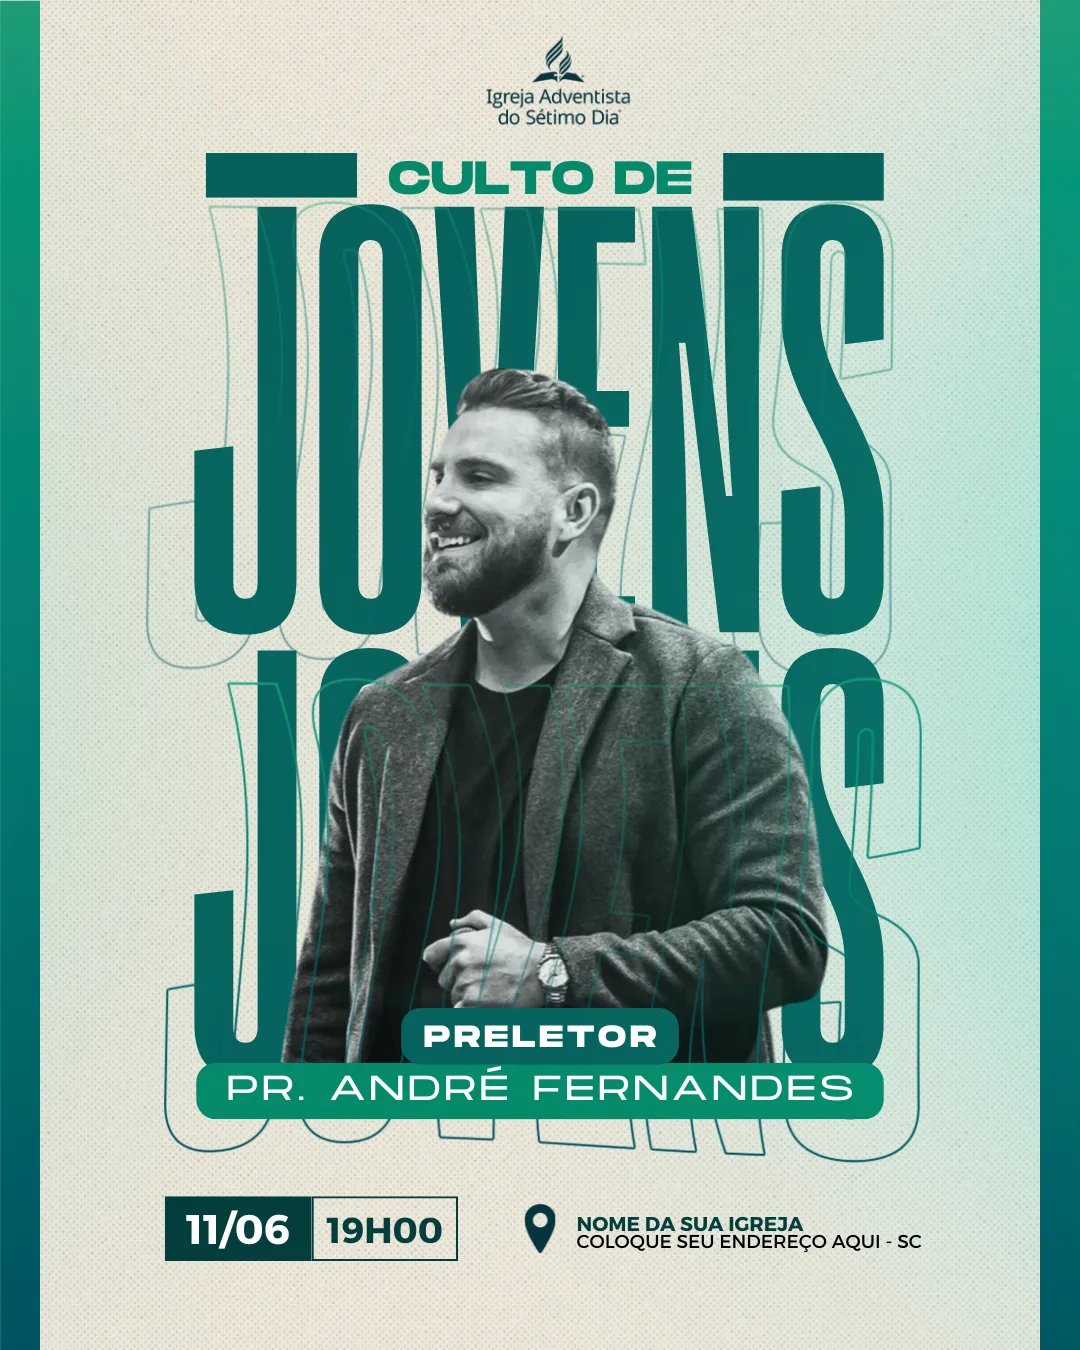 Igreja Adventista
do Sétimo Dia
CULTO DE
JOVENS
JOVENS
PRELETOR
PR. ANDRÉ FERNANDES
11/06 19H00
NOME DA SUA IGREJA
COLOQUE SEU ENDEREÇO AQUI - SC